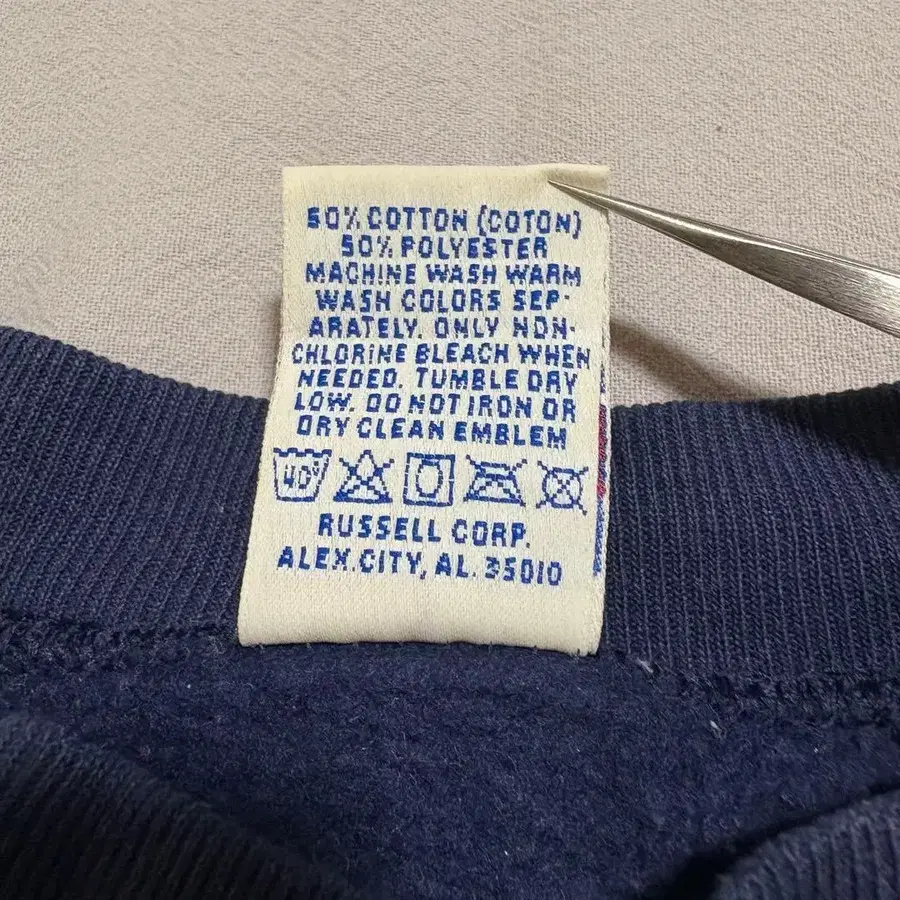 50% COTTON (COTON)
50% POLYESTER
MACHINE WASH WARM
WASH COLORS SEP-
ARATELY. ONLY NON-
CHLORINE BLEACH WHEN
NEEDED. TUMBLE DRY
LOW. DO NOT IRON OR
DRY CLEAN EMBLEM
40°
RUSSELL CORP.
ALEX.CITY, AL. 35010